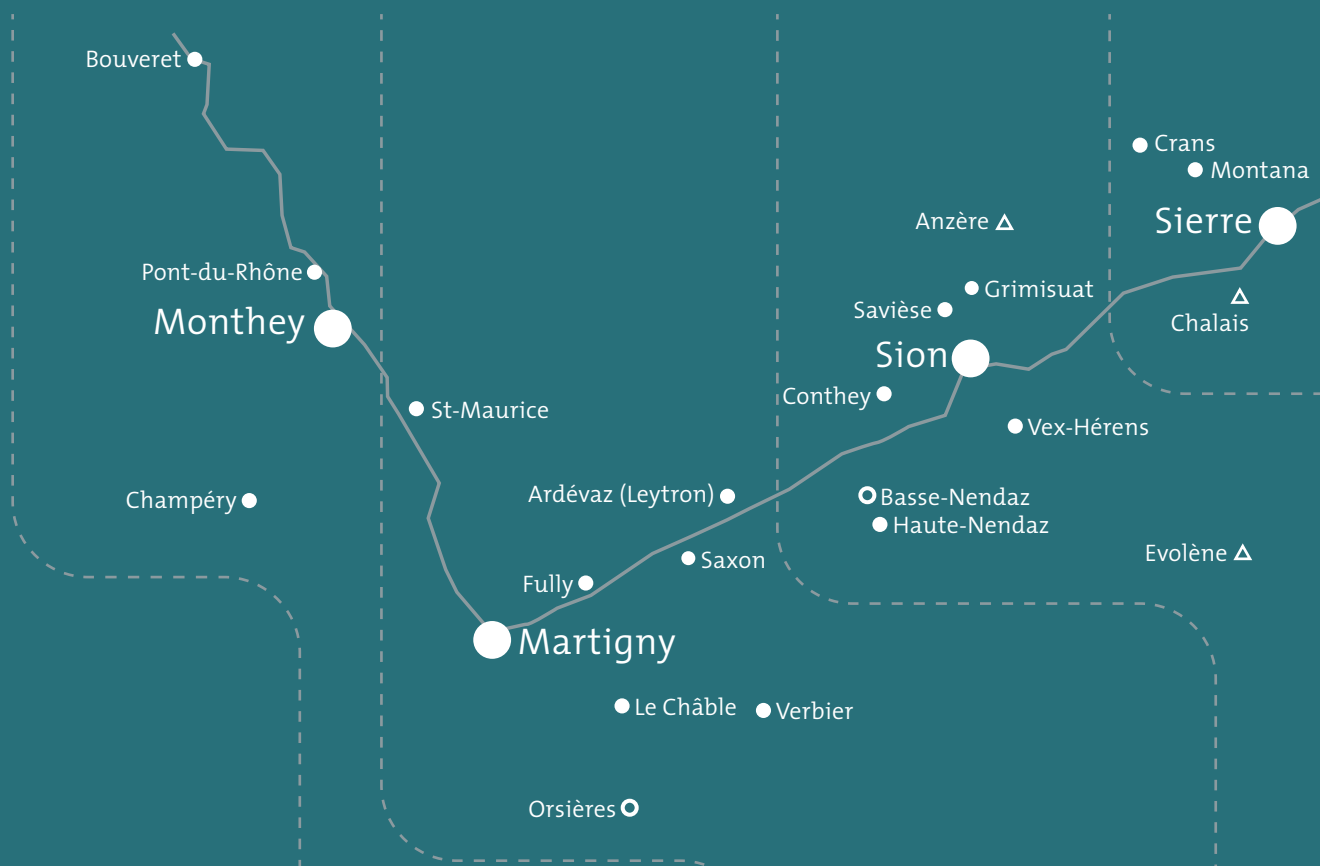 Bouveret
Crans
Montana
Anzère
Sierre
Pont-du-Rhône
Grimisuat
Savièse
Monthey
Chalais
Sion
Conthey
St-Maurice
Vex-Hérens
Ardévaz (Leytron)
Basse-Nendaz
Champéry
Haute-Nendaz
Evolène
Saxon
Fully
Martigny
Le Châble
Verbier
Orsières